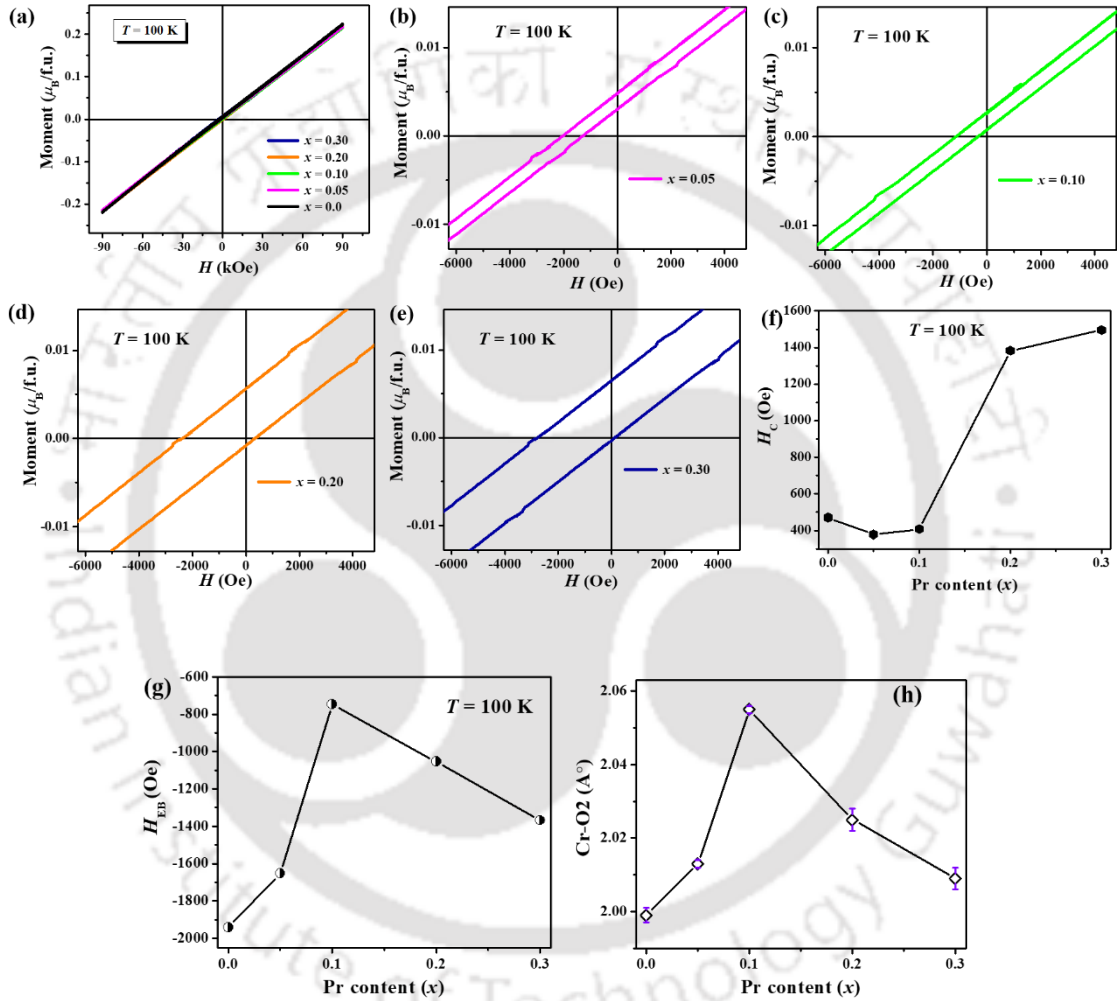 (a)
T = 100 K
Moment (μB/f.u.)
0.2
0.1
0.0
-0.1
-0.2
x = 0.30
x = 0.20
x = 0.10
x = 0.05
x = 0.0
-90 -60 -30 0 30 60 90
H (kOe)
(b)
T = 100 K
Moment (μB/f.u.)
0.01
0.00
-0.01
x = 0.05
-6000 -4000 -2000 0 2000 4000
H (Oe)
(c)
T = 100 K
Moment (μB/f.u.)
0.01
0.00
-0.01
x = 0.10
-6000 -4000 -2000 0 2000 4000
H (Oe)
(d)
T = 100 K
Moment (μB/f.u.)
0.01
0.00
-0.01
x = 0.20
-6000 -4000 -2000 0 2000 4000
H (Oe)
(e)
T = 100 K
Moment (μB/f.u.)
0.01
0.00
-0.01
x = 0.30
-6000 -4000 -2000 0 2000 4000
H (Oe)
(f)
T = 100 K
HC (Oe)
1600
1400
1200
1000
800
600
400
0.0 0.1 0.2 0.3
Pr content (x)
(g)
T = 100 K
HEB (Oe)
-600
-800
-1000
-1200
-1400
-1600
-1800
-2000
0.0 0.1 0.2 0.3
Pr content (x)
(h)
Cr-O2 (A°)
2.06
2.04
2.02
2.00
0.0 0.1 0.2 0.3
Pr content (x)
Indian Institute of Technology Guwahati